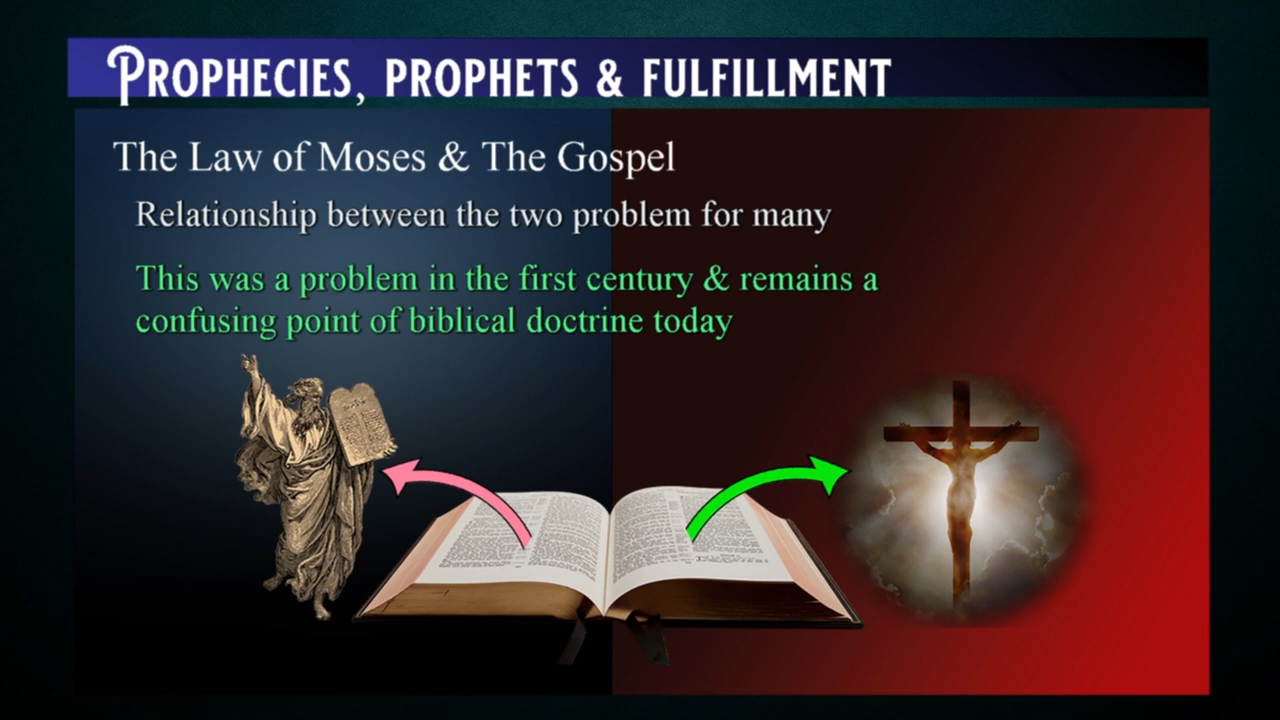 PROPHECIES, PROPHETS & FULFILLMENT
The Law of Moses & The Gospel
Relationship between the two problem for many
This was a problem in the first century & remains a
confusing point of biblical doctrine today